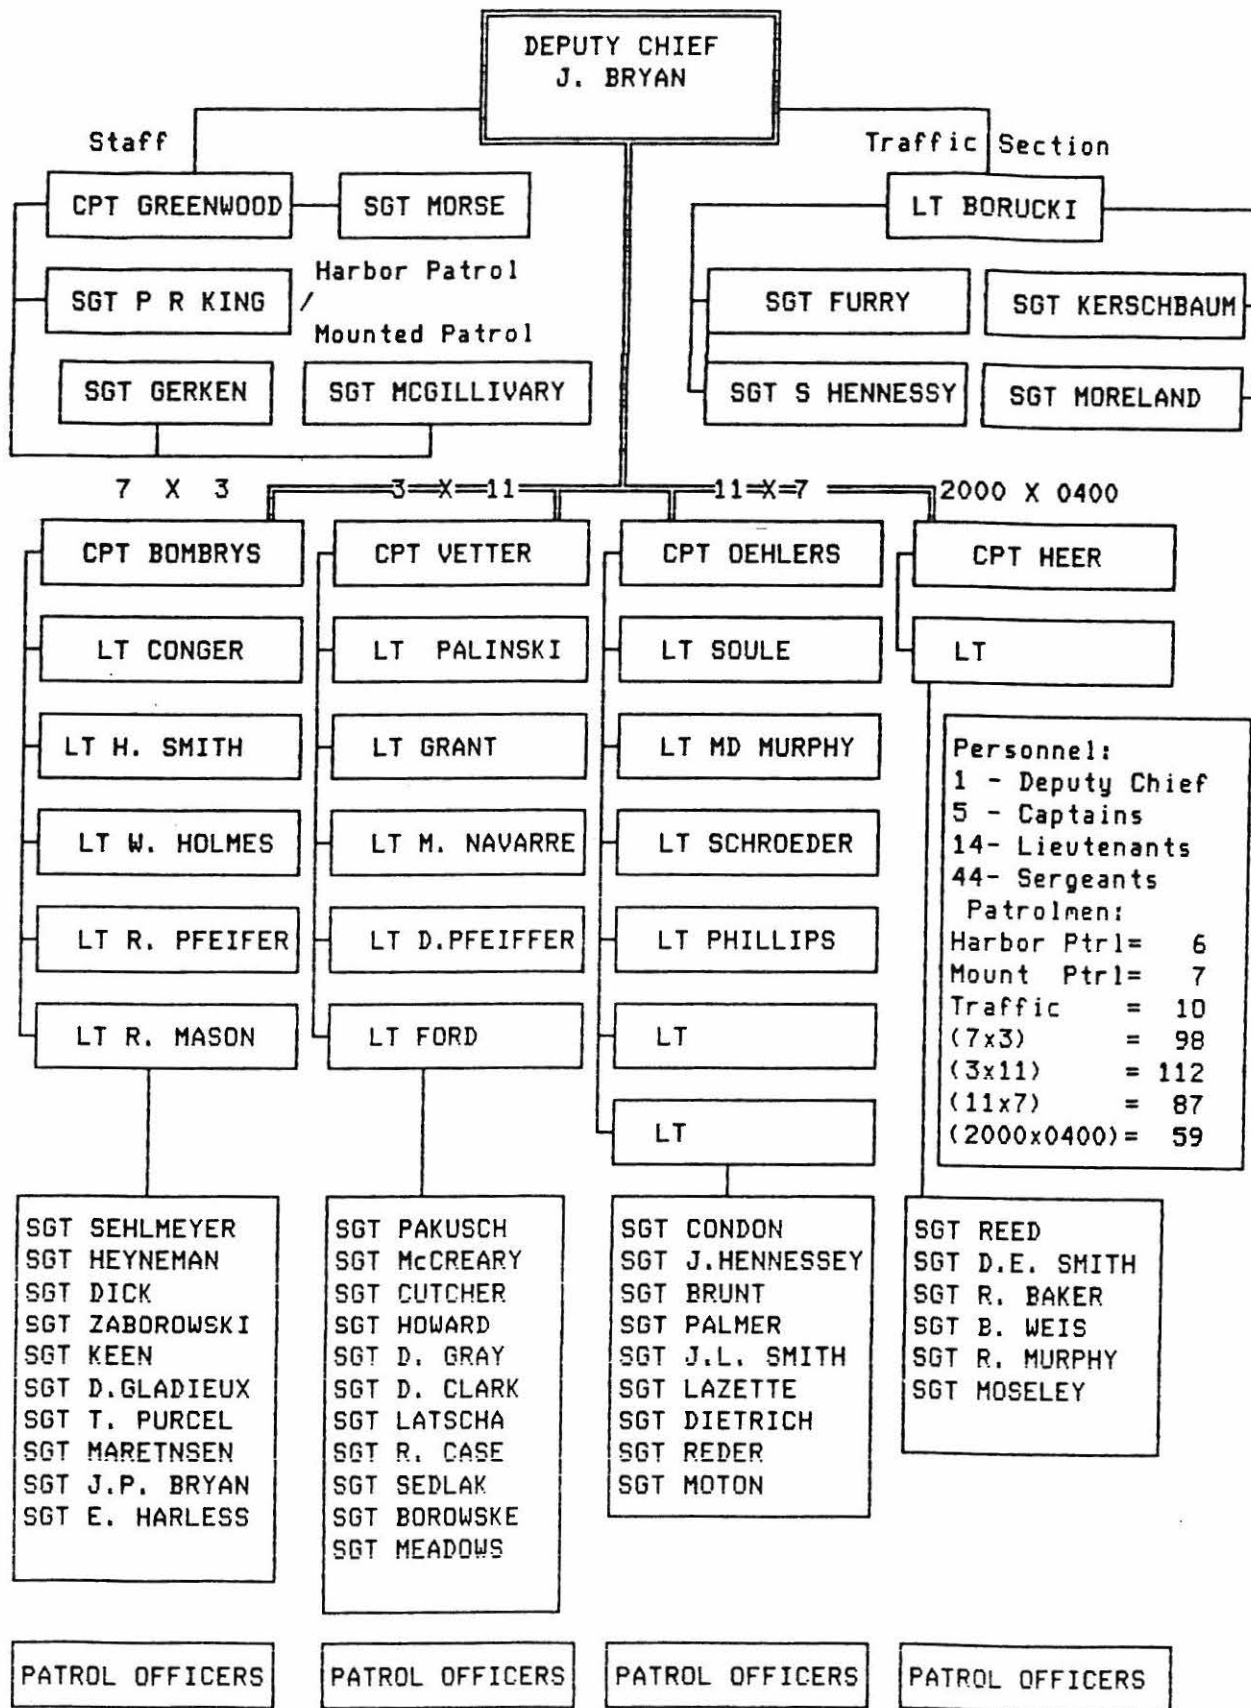 DEPUTY CHIEF
J. BRYAN
Staff
Traffic Section
CPT GREENWOOD
SGT MORSE
LT BORUCKI
SGT P R KING
/
Harbor Patrol
Mounted Patrol
SGT FURRY
SGT KERSCHBAUM
SGT GERKEN
SGT MCGILLIVARY
SGT S HENNESSY
SGT MORELAND
7 X 3
3 X 11
11 X 7
2000 X 0400
CPT BOMBRYS
LT CONGER
LT H. SMITH
LT W. HOLMES
LT R. PFEIFER
LT R. MASON
SGT SEHLMEYER
SGT HEYNEMAN
SGT DICK
SGT ZABOROWSKI
SGT KEEN
SGT D.GLADIEUX
SGT T. PURCEL
SGT MARETNSEN
SGT J.P. BRYAN
SGT E. HARLESS
PATROL OFFICERS
CPT VETTER
LT PALINSKI
LT GRANT
LT M. NAVARRE
LT D.PFEIFFER
LT FORD
SGT PAKUSCH
SGT McCREARY
SGT CUTCHER
SGT HOWARD
SGT D. GRAY
SGT D. CLARK
SGT LATSCHA
SGT R. CASE
SGT SEDLAK
SGT BOROWSKE
SGT MEADOWS
PATROL OFFICERS
CPT OEHLERS
LT SOULE
LT MD MURPHY
LT SCHROEDER
LT PHILLIPS
LT
LT
SGT CONDON
SGT J.HENNESSEY
SGT BRUNT
SGT PALMER
SGT J.L. SMITH
SGT LAZETTE
SGT DIETRICH
SGT REDER
SGT MOTON
PATROL OFFICERS
CPT HEER
LT
Personnel:
1 - Deputy Chief
5 - Captains
14- Lieutenants
44- Sergeants
Patrolmen:
Harbor Ptrl= 6
Mount Ptrl= 7
Traffic = 10
(7x3) = 98
(3x11) = 112
(11x7) = 87
(2000x0400)= 59
SGT REED
SGT D.E. SMITH
SGT R. BAKER
SGT B. WEIS
SGT R. MURPHY
SGT MOSELEY
PATROL OFFICERS